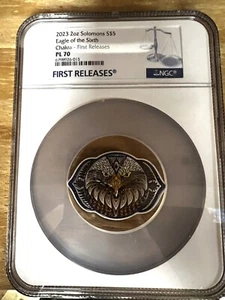 2023 2oz Solomons S$5
Eagle of the Sixth
Chakra - First Releases
PL 70
FIRST RELEASES®
NGC